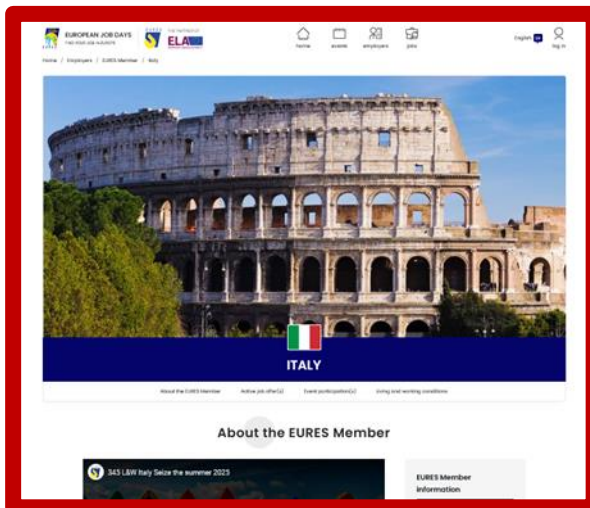 EUROPEAN JOB DAYS
FIND YOUR JOB IN EUROPE
EURES
ELA
home
events
employers
jobs
English
log in
Home / Employers / EURES Member / Italy
ITALY
About the EURES Member
Active job offer(s)
Event participation(s)
Living and working conditions
About the EURES Member
345 L&W Italy Seize the summer 2023
EURES Member
information